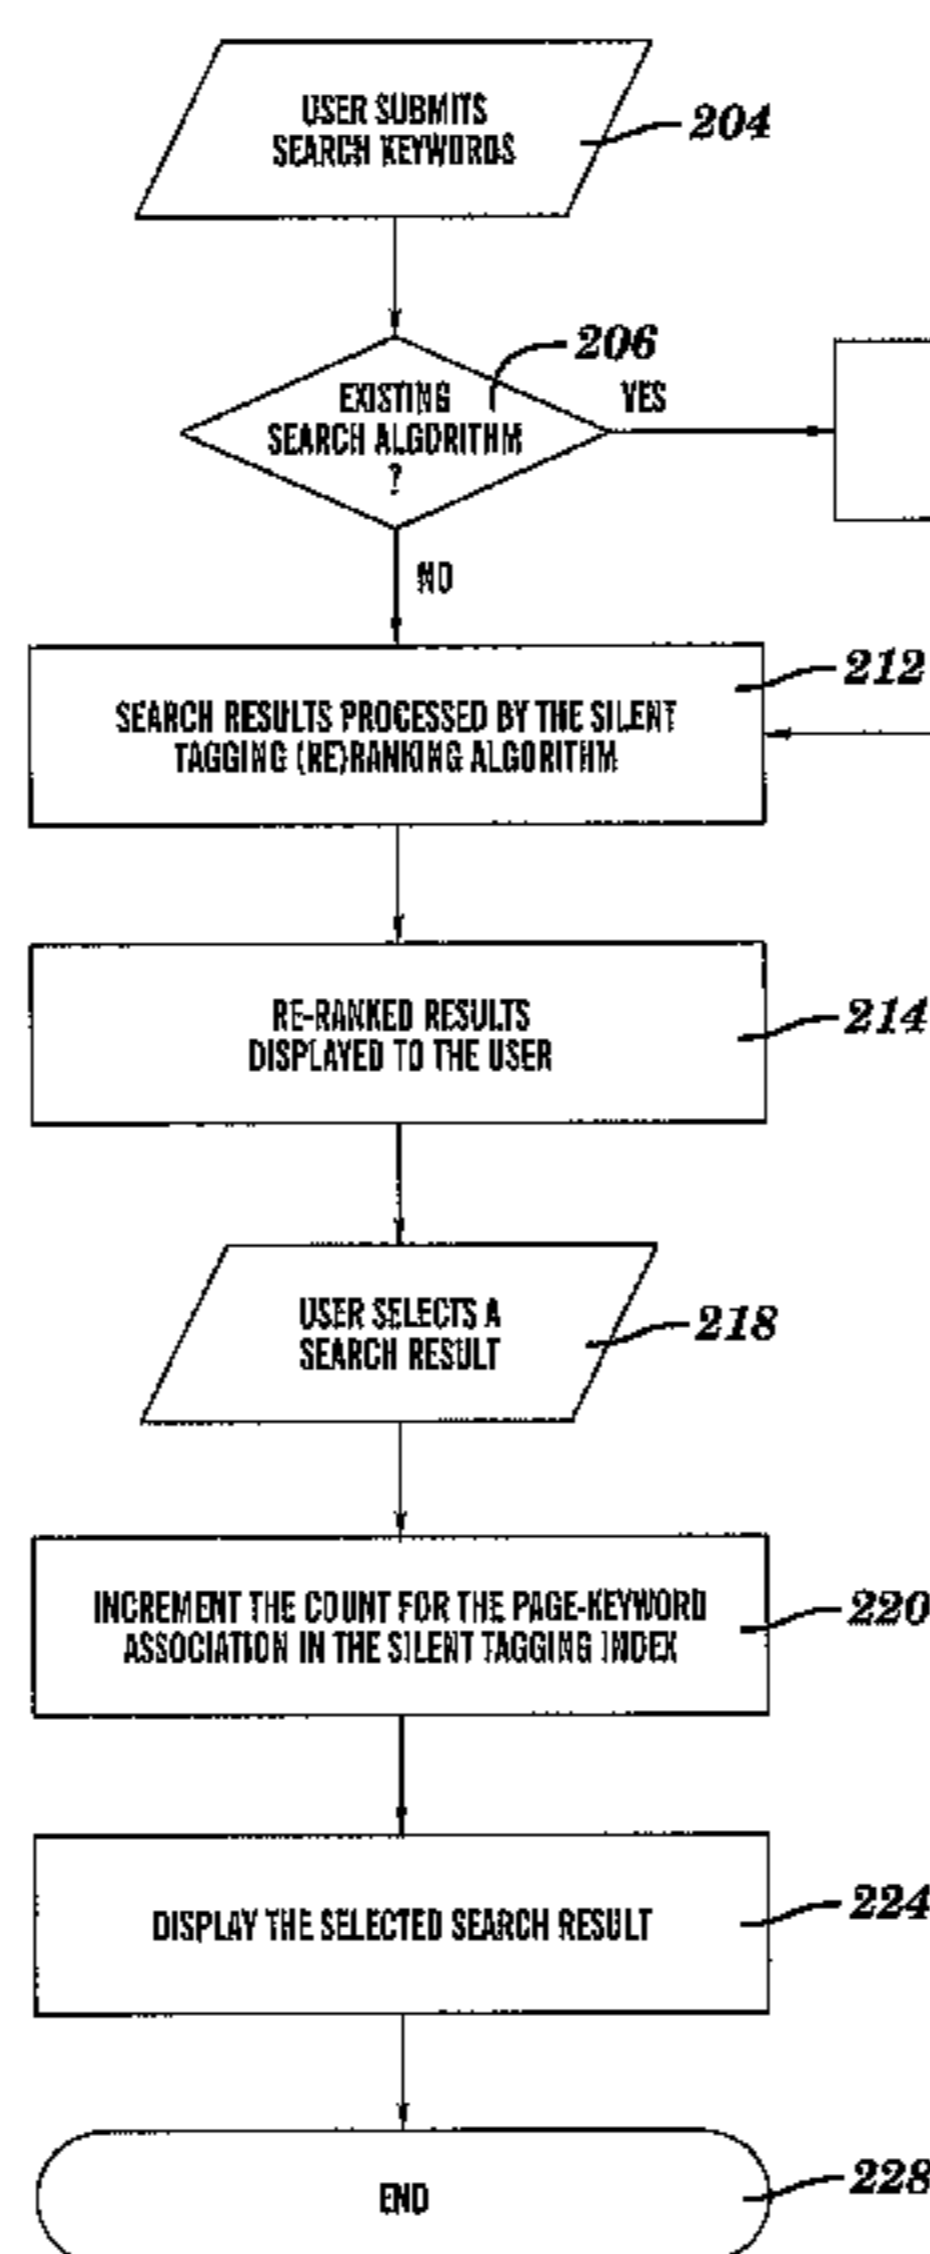 USER SUBMITS
SEARCH KEYWORDS
204
206
EXISTING
SEARCH ALGORITHM
?
YES
NO
212
SEARCH RESULTS PROCESSED BY THE SILENT
TAGGING (RE)RANKING ALGORITHM
RE-RANKED RESULTS
DISPLAYED TO THE USER
214
USER SELECTS A
SEARCH RESULT
218
INCREMENT THE COUNT FOR THE PAGE-KEYWORD
ASSOCIATION IN THE SILENT TAGGING INDEX
220
DISPLAY THE SELECTED SEARCH RESULT
224
END
228